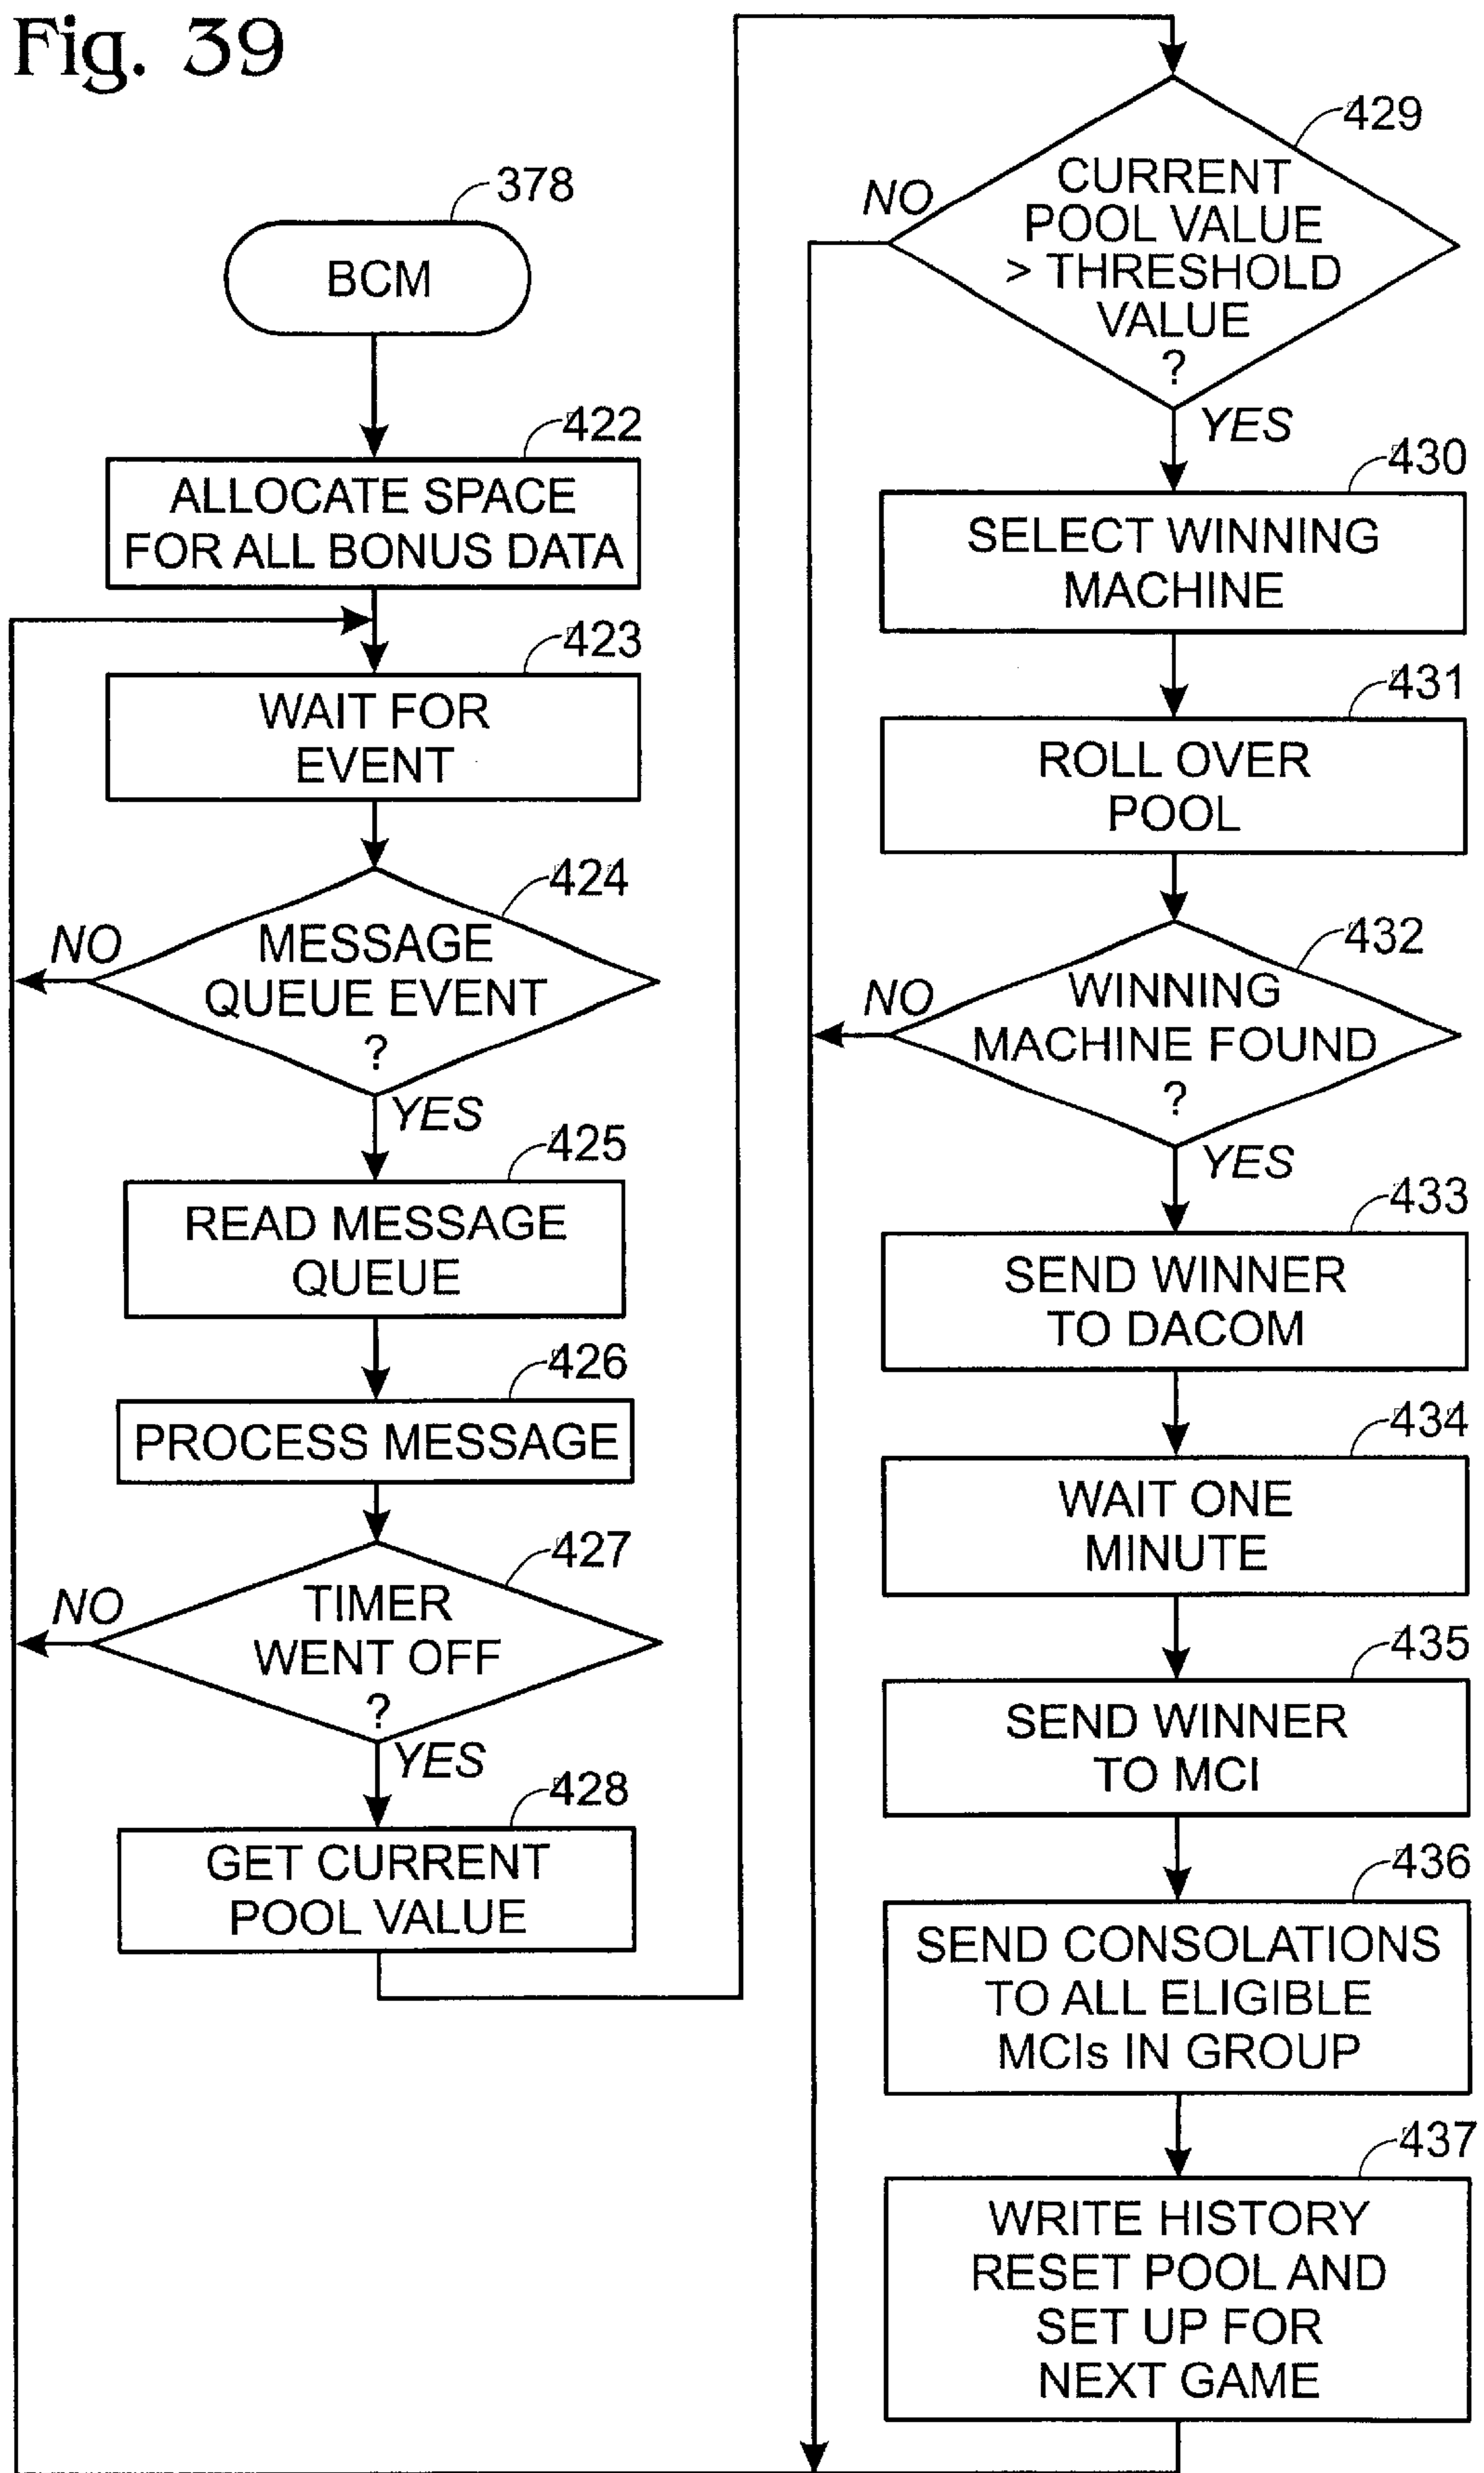 Fig. 39
378
BCM
422
ALLOCATE SPACE
FOR ALL BONUS DATA
423
WAIT FOR
EVENT
424
NO
MESSAGE
QUEUE EVENT
?
YES
425
READ MESSAGE
QUEUE
426
PROCESS MESSAGE
427
NO
TIMER
WENT OFF
?
YES
428
GET CURRENT
POOL VALUE
429
NO
CURRENT
POOL VALUE
> THRESHOLD
VALUE
?
YES
430
SELECT WINNING
MACHINE
431
ROLL OVER
POOL
432
NO
WINNING
MACHINE FOUND
?
YES
433
SEND WINNER
TO DACOM
434
WAIT ONE
MINUTE
435
SEND WINNER
TO MCI
436
SEND CONSOLATIONS
TO ALL ELIGIBLE
MCIs IN GROUP
437
WRITE HISTORY
RESET POOL AND
SET UP FOR
NEXT GAME